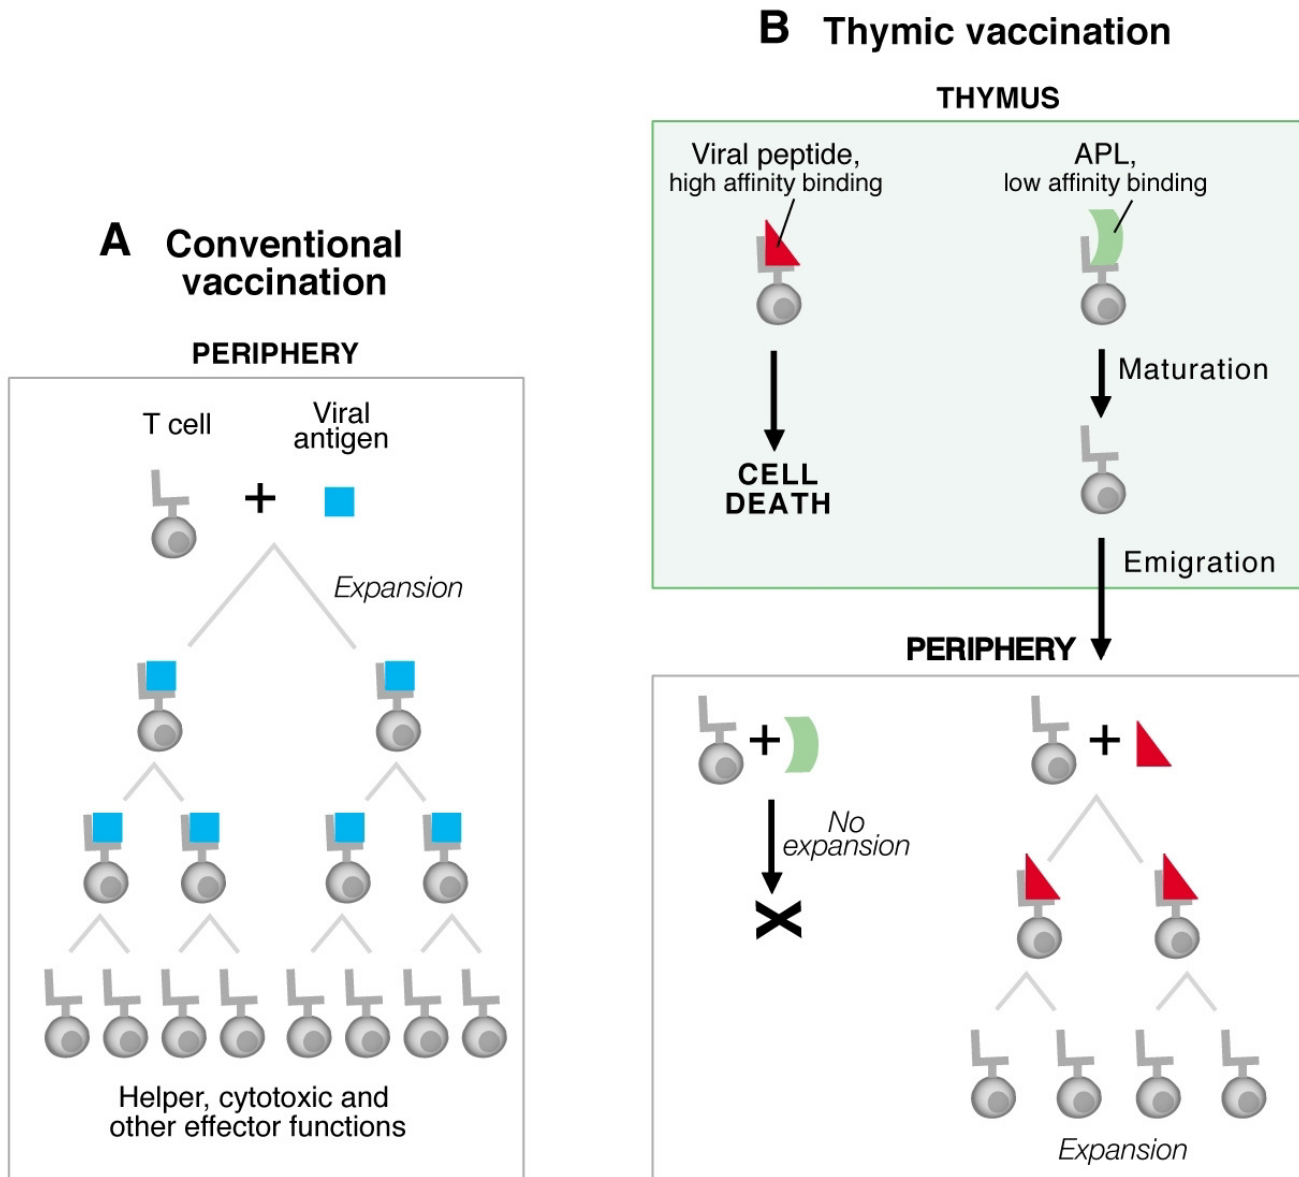 A Conventional
vaccination
PERIPHERY
T cell
Viral
antigen
+
Expansion
Helper, cytotoxic and
other effector functions
B Thymic vaccination
THYMUS
Viral peptide,
high affinity binding
APL,
low affinity binding
CELL
DEATH
Maturation
Emigration
PERIPHERY
+
No
expansion
X
+
Expansion